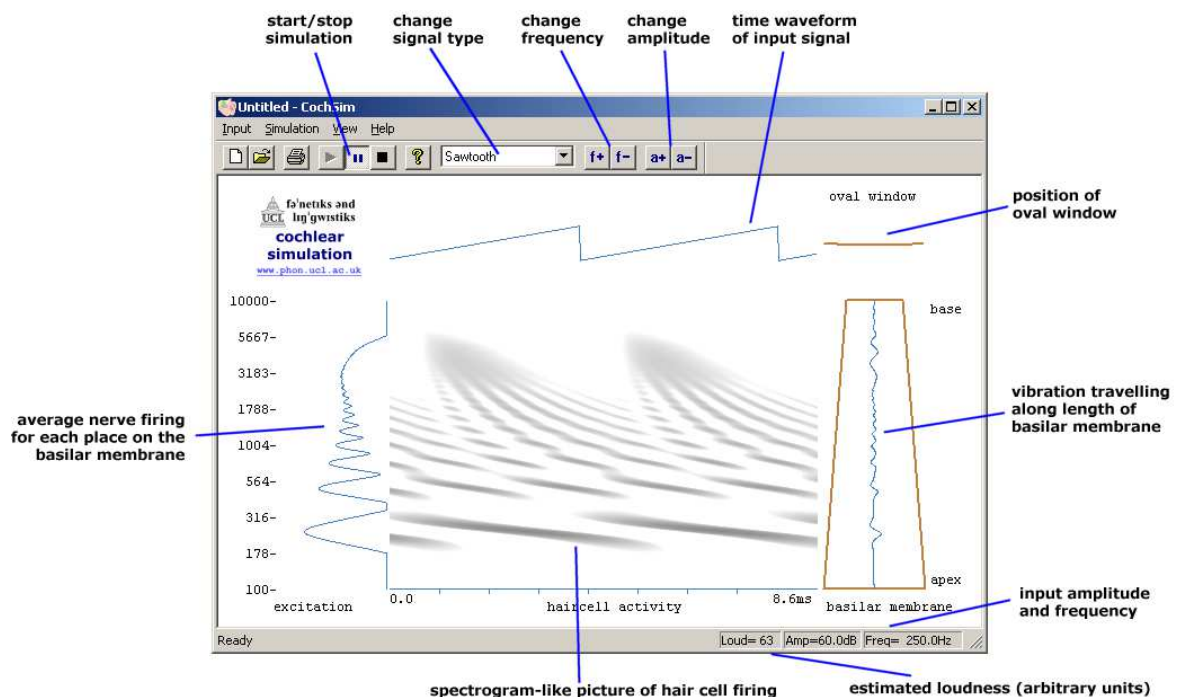 start/stop
simulation
change
signal type
change
frequency
change
amplitude
time waveform
of input signal
Untitled - CochSim
Input Simulation View Help
Sawtooth
f+ f- a+ a-
fəˈnetıks ənd
UCL lıŋˈgwıstiks
cochlear
simulation
www.phon.ucl.ac.uk
oval window
position of
oval window
10000-
5667-
3183-
1788-
1004-
564-
316-
178-
100-
base
apex
average nerve firing
for each place on the
basilar membrane
vibration travelling
along length of
basilar membrane
0.0 8.6ms
excitation haircell activity basilar membrane
input amplitude
and frequency
Ready Loud= 63 Amp=60.0dB Freq= 250.0Hz
spectrogram-like picture of hair cell firing
estimated loudness (arbitrary units)